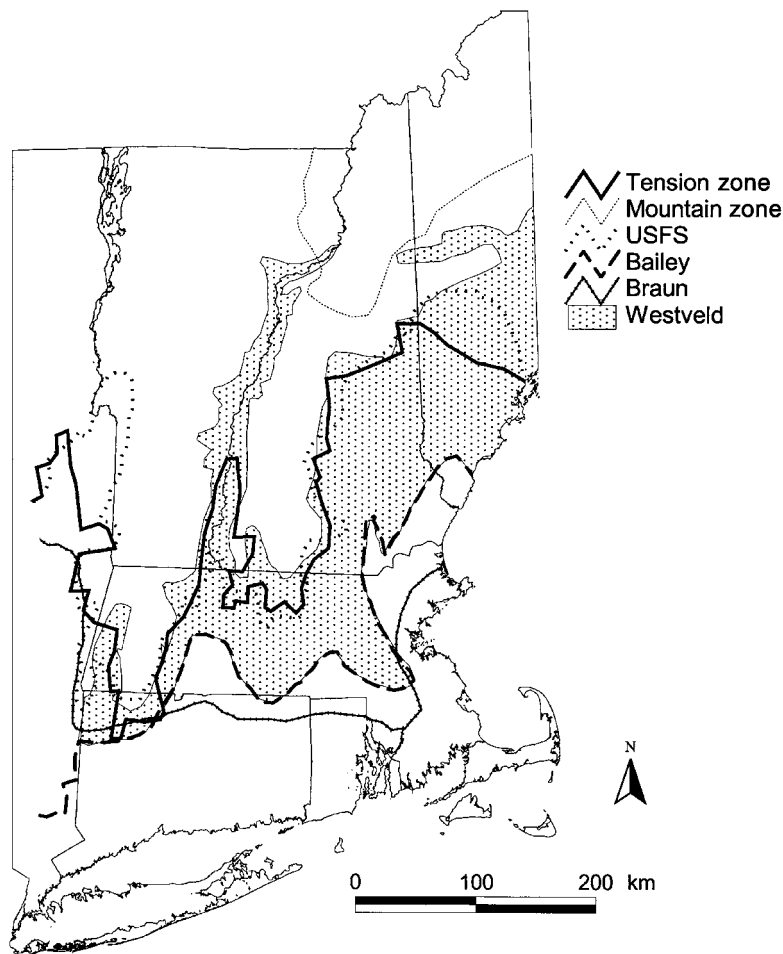 Tension zone
Mountain zone
USFS
Bailey
Braun
Westveld
N
0 100 200 km